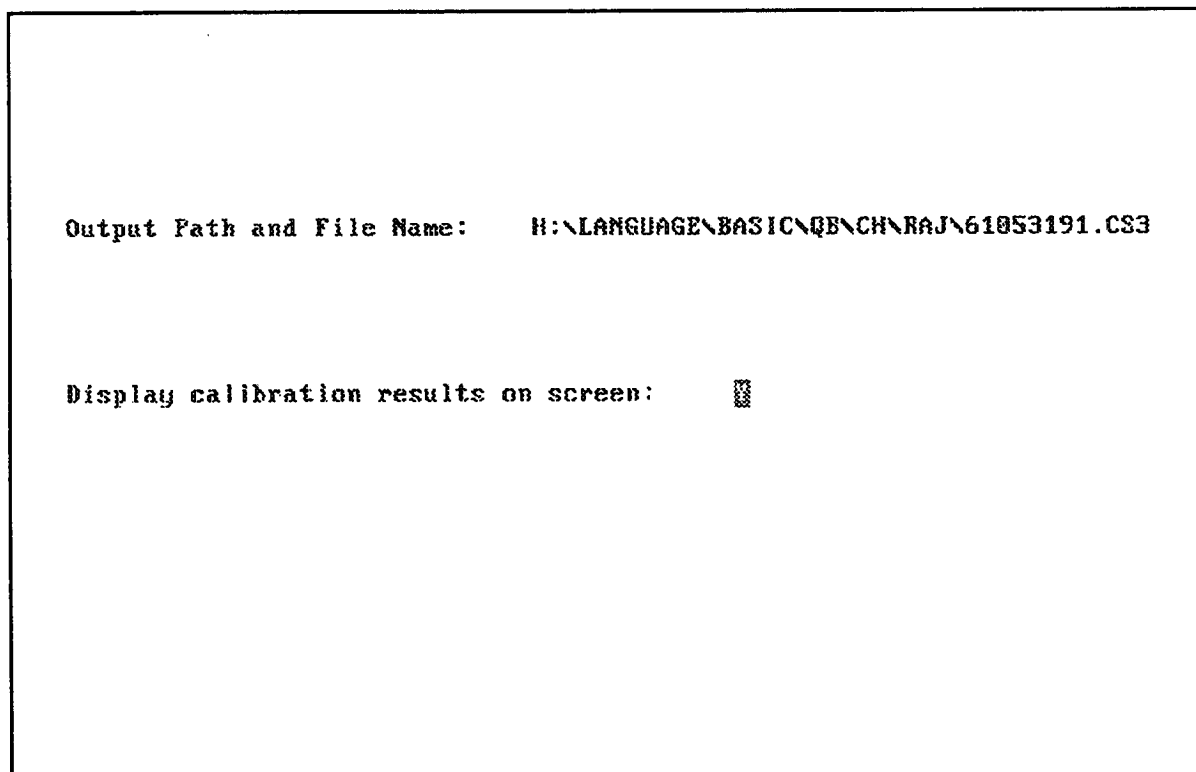 Output Path and File Name: H:\LANGUAGE\BASIC\QB\CH\RAJ\61053191.CS3
Display calibration results on screen: Y